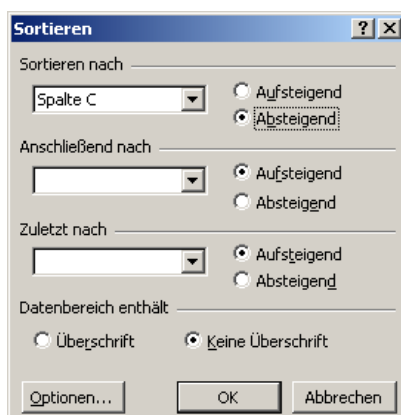 Sortieren
Sortieren nach
Spalte C
Aufsteigend
Absteigend
Anschließend nach
Aufsteigend
Absteigend
Zuletzt nach
Aufsteigend
Absteigend
Datenbereich enthält
Überschrift
Keine Überschrift
Optionen... OK Abbrechen